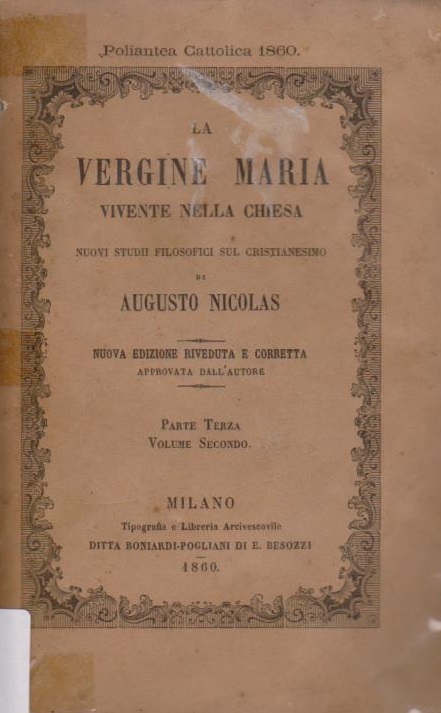 Poliantea Cattolica 1860.
LA
VERGINE MARIA
VIVENTE NELLA CHIESA
NUOVI STUDII FILOSOFICI SUL CRISTIANESIMO
DI
AUGUSTO NICOLAS
NUOVA EDIZIONE RIVEDUTA E CORRETTA
APPROVATA DALL'AUTORE
PARTE TERZA
VOLUME SECONDO.
MILANO
Tipografia e Libreria Arcivescovile
DITTA BONIARDI-POGLIANI DI E. BESOZZI
1860.